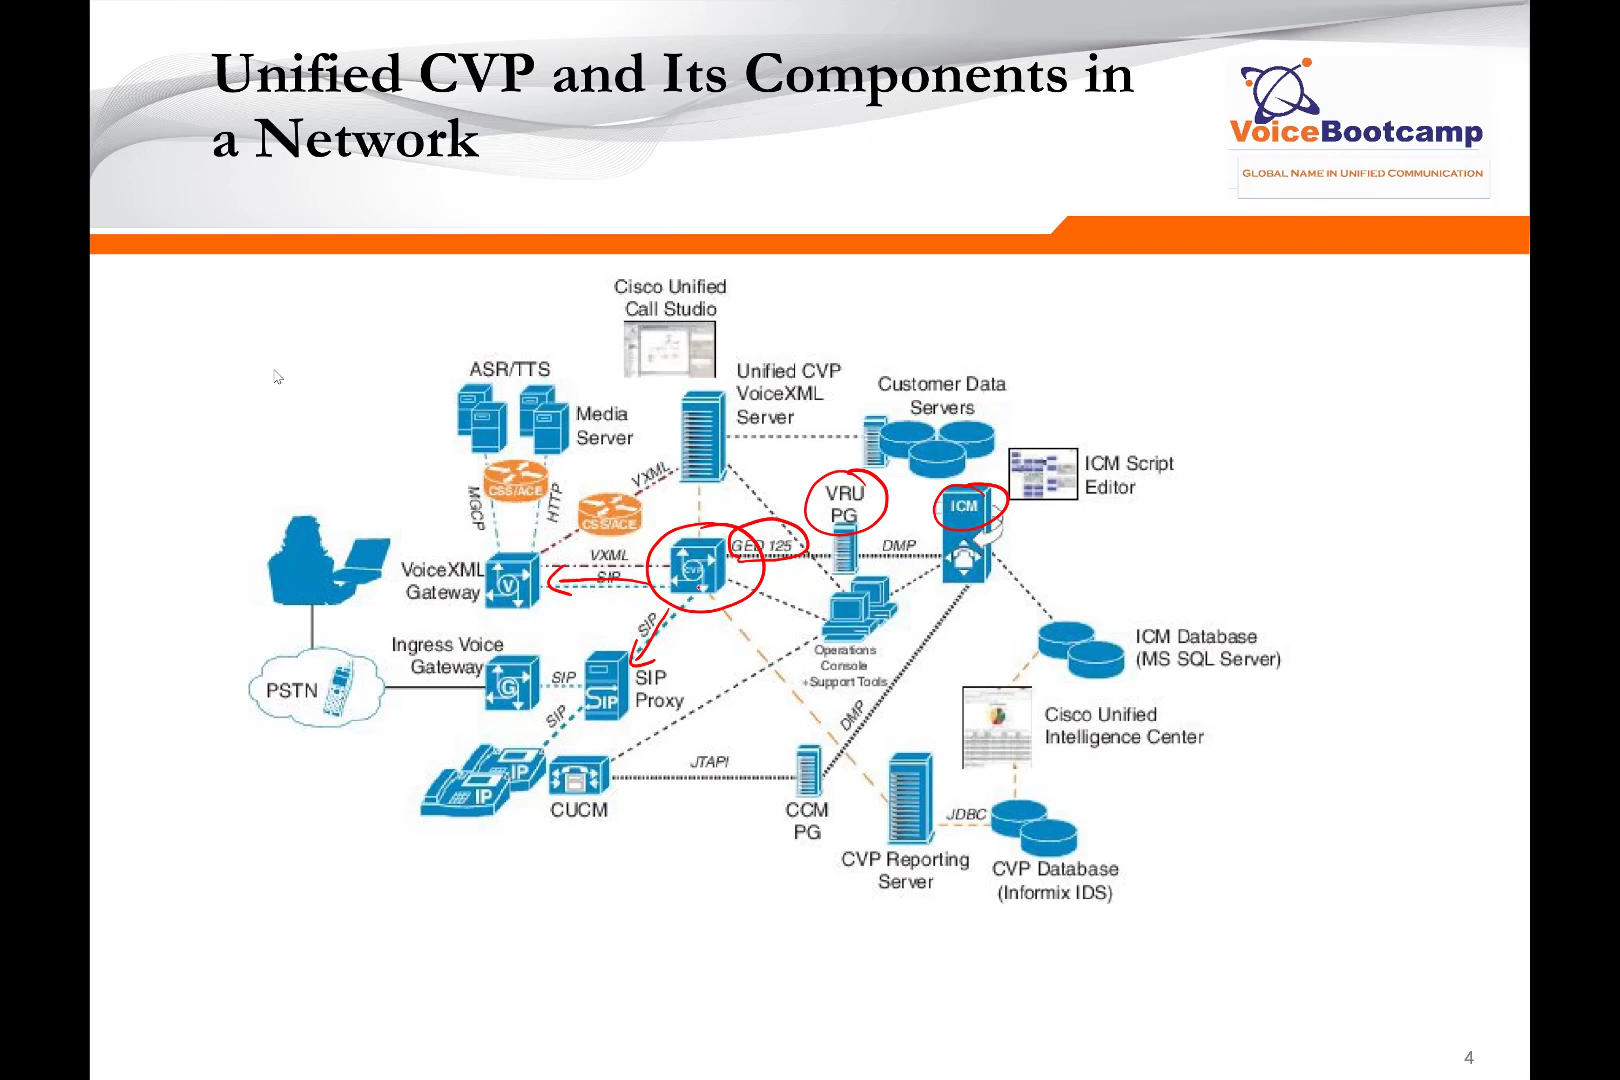 Unified CVP and Its Components in
a Network
VoiceBootcamp
GLOBAL NAME IN UNIFIED COMMUNICATION
Cisco Unified
Call Studio
ASR/TTS
Media
Server
Unified CVP
VoiceXML
Server
Customer Data
Servers
ICM Script
Editor
CSS/ACE
MGCP
HTTP
CSS/ACE
VXML
VRU
PG
ICM
GED 125
DMP
VoiceXML
Gateway
V
VXML
SIP
CVP
SIP
Ingress Voice
Gateway
G
PSTN
SIP
SIP
SIP
Proxy
SIP
Operations
Console
+Support Tools
ICM Database
(MS SQL Server)
Cisco Unified
Intelligence Center
DMP
IP
IP
CUCM
JTAPI
CCM
PG
JDBC
CVP Reporting
Server
CVP Database
(Informix IDS)
4